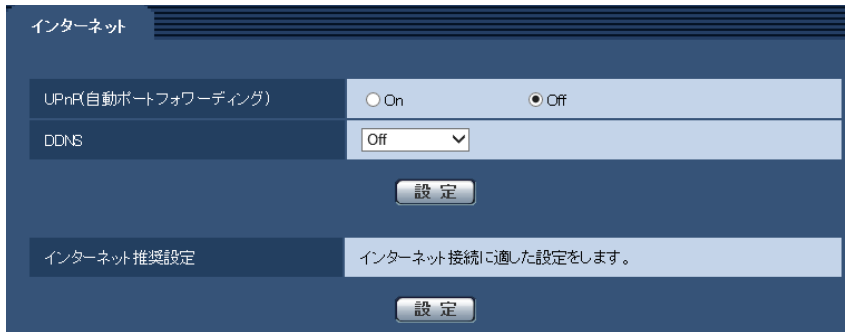 インターネット
UPnP(自動ポートフォワーディング) On Off
DDNS Off
設定
インターネット推奨設定 インターネット接続に適した設定をします。
設定